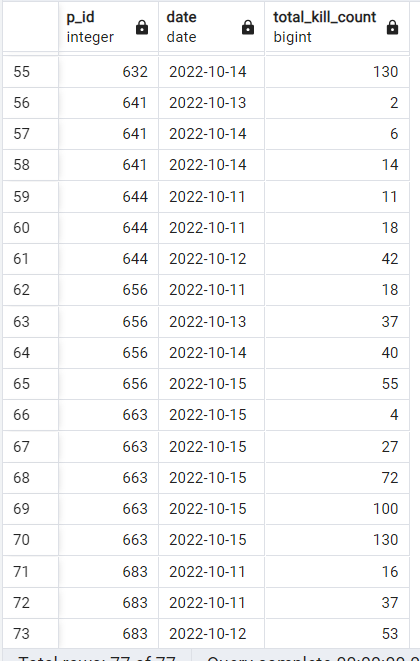 p_id date total_kill_count
integer date bigint
55 632 2022-10-14 130
56 641 2022-10-13 2
57 641 2022-10-14 6
58 641 2022-10-14 14
59 644 2022-10-11 11
60 644 2022-10-11 18
61 644 2022-10-12 42
62 656 2022-10-11 18
63 656 2022-10-13 37
64 656 2022-10-14 40
65 656 2022-10-15 55
66 663 2022-10-15 4
67 663 2022-10-15 27
68 663 2022-10-15 72
69 663 2022-10-15 100
70 663 2022-10-15 130
71 683 2022-10-11 16
72 683 2022-10-11 37
73 683 2022-10-12 53
Total rows: 77 of 77 Query complete